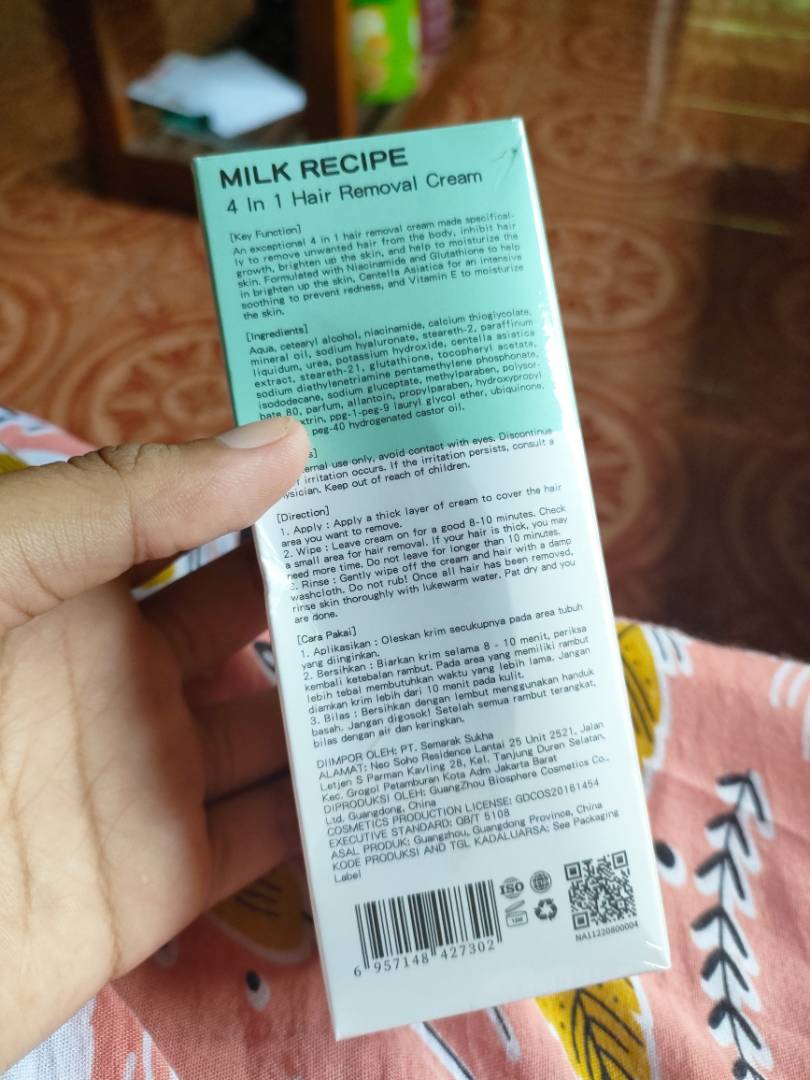 MILK RECIPE
4 In 1 Hair Removal Cream
[Key Function]
An exceptional 4 in 1 hair removal cream made specifical-
ly to remove unwanted hair from the body, inhibit hair
growth, brighten up the skin, and help to moisturize the
skin. Formulated with Niacinamide and Glutathione to help
in brighten up the skin, Centella Asiatica for an intensive
soothing to prevent redness, and Vitamin E to moisturize
the skin.
[Ingredients]
Aqua, cetearyl alcohol, niacinamide, calcium thioglycolate,
mineral oil, sodium hyaluronate, steareth-2, paraffinum
liquidum, urea, potassium hydroxide, centella asiatica
extract, steareth-21, glutathione, tocopheryl acetate,
sodium diethylenetriamine pentamethylene phosphonate,
isododecane, sodium gluceptate, methylparaben, polysor-
bate 80, parfum, allantoin, propylparaben, hydroxypropyl
xtrin, ppg-1-peg-9 lauryl glycol ether, ubiquinone,
peg-40 hydrogenated castor oil.
s]
ernal use only, avoid contact with eyes. Discontinue
irritation occurs. If the irritation persists, consult a
ysician. Keep out of reach of children.
[Direction]
1. Apply : Apply a thick layer of cream to cover the hair
area you want to remove.
2. Wipe : Leave cream on for a good 8-10 minutes. Check
a small area for hair removal. If your hair is thick, you may
need more time. Do not leave for longer than 10 minutes.
3. Rinse : Gently wipe off the cream and hair with a damp
washcloth. Do not rub! Once all hair has been removed,
rinse skin thoroughly with lukewarm water. Pat dry and you
are done.
[Cara Pakai]
1. Aplikasikan : Oleskan krim secukupnya pada area tubuh
yang diinginkan.
2. Bersihkan : Biarkan krim selama 8 - 10 menit, periksa
kembali ketebalan rambut. Pada area yang memiliki rambut
lebih tebal membutuhkan waktu yang lebih lama. Jangan
diamkan krim lebih dari 10 menit pada kulit.
3. Bilas : Bersihkan dengan lembut menggunakan handuk
basah. Jangan digosok! Setelah semua rambut terangkat,
bilas dengan air dan keringkan.
DIIMPOR OLEH: PT. Semarak Sukha
ALAMAT: Neo Soho Residence Lantai 25 Unit 2521, Jalan
Letjen S Parman Kavling 28, Kel. Tanjung Duren Selatan,
Kec. Grogol Petamburan Kota Adm Jakarta Barat
DIPRODUKSI OLEH: GuangZhou Biosphere Cosmetics Co.,
Ltd. Guangdong, China
COSMETICS PRODUCTION LICENSE: GDCOS20161454
EXECUTIVE STANDARD: QB/T 5108
ASAL PRODUK: Guangzhou, Guangdong Province, China
KODE PRODUKSI AND TGL KADALUARSA: See Packaging
Label
ISO
12M
6 957148 427302
NA11220800004